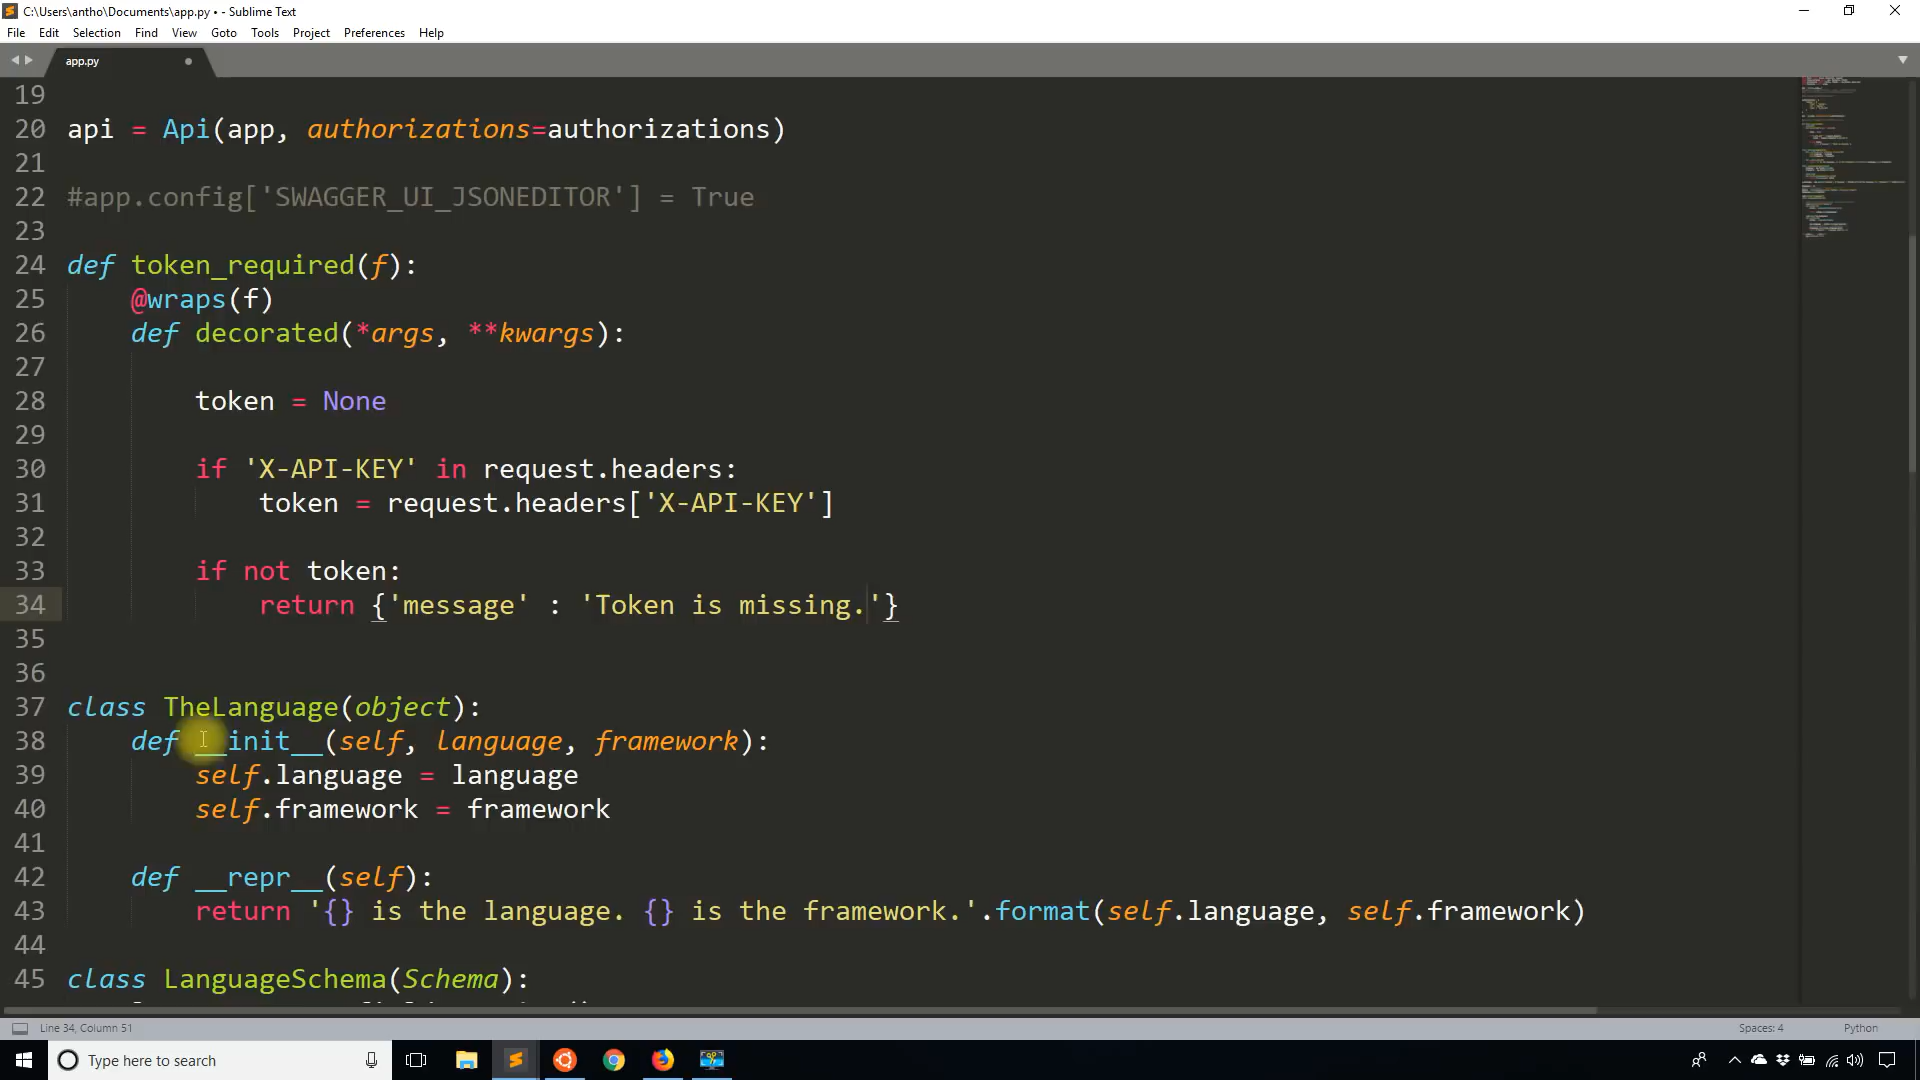 C:\Users\antho\Documents\app.py • - Sublime Text
File Edit Selection Find View Goto Tools Project Preferences Help
app.py
19
20 api = Api(app, authorizations=authorizations)
21
22 #app.config['SWAGGER_UI_JSONEDITOR'] = True
23
24 def token_required(f):
25 @wraps(f)
26 def decorated(*args, **kwargs):
27
28 token = None
29
30 if 'X-API-KEY' in request.headers:
31 token = request.headers['X-API-KEY']
32
33 if not token:
34 return {'message' : 'Token is missing.'}
35
36
37 class TheLanguage(object):
38 def __init__(self, language, framework):
39 self.language = language
40 self.framework = framework
41
42 def __repr__(self):
43 return '{} is the language. {} is the framework.'.format(self.language, self.framework)
44
45 class LanguageSchema(Schema):
Line 34, Column 51 Spaces: 4 Python
Type here to search